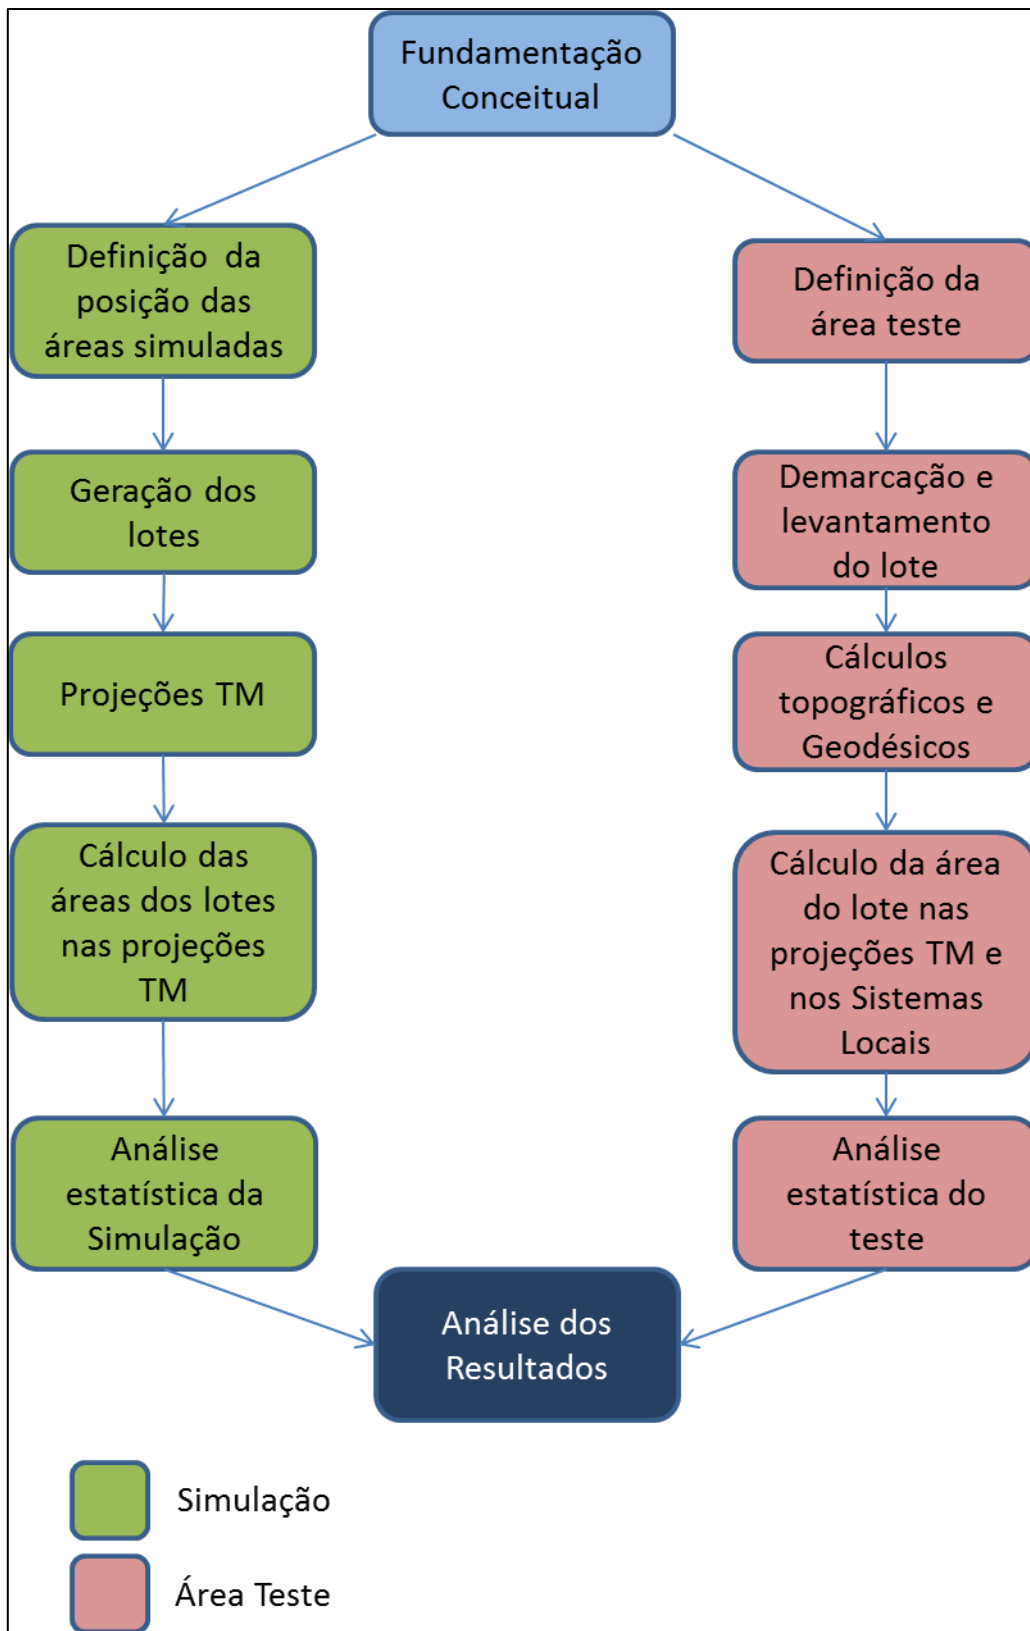 Fundamentação
Conceitual
Definição da
posição das
áreas simuladas
Geração dos
lotes
Projeções TM
Cálculo das
áreas dos lotes
nas projeções
TM
Análise
estatística da
Simulação
Definição da
área teste
Demarcação e
levantamento
do lote
Cálculos
topográficos e
Geodésicos
Cálculo da área
do lote nas
projeções TM e
nos Sistemas
Locais
Análise
estatística do
teste
Análise dos
Resultados
Simulação
Área Teste